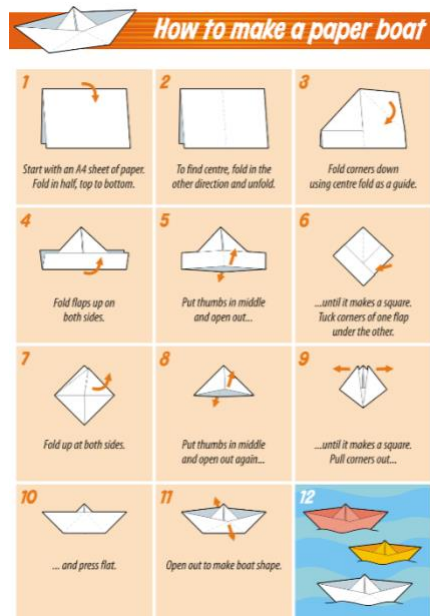 How to make a paper boat
1
Start with an A4 sheet of paper.
Fold in half, top to bottom.
2
To find centre, fold in the
other direction and unfold.
3
Fold corners down
using centre fold as a guide.
4
Fold flaps up on
both sides.
5
Put thumbs in middle
and open out...
6
...until it makes a square.
Tuck corners of one flap
under the other.
7
Fold up at both sides.
8
Put thumbs in middle
and open out again...
9
...until it makes a square.
Pull corners out...
10
... and press flat.
11
Open out to make boat shape.
12